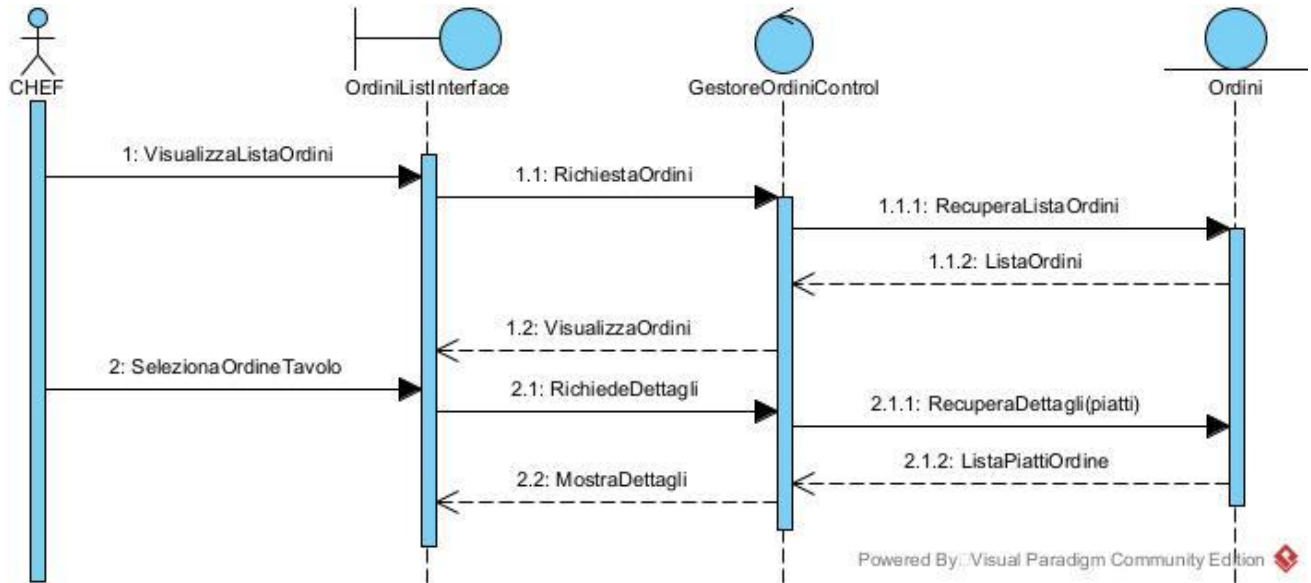 CHEF
OrdiniListInterface
GestoreOrdiniControl
Ordini
1: VisualizzaListaOrdini
1.1: RichiestaOrdini
1.1.1: RecuperaListaOrdini
1.1.2: ListaOrdini
1.2: VisualizzaOrdini
2: SelezionaOrdineTavolo
2.1: RichiedeDettagli
2.1.1: RecuperaDettagli(piatti)
2.1.2: ListaPiattiOrdine
2.2: MostraDettagli
Powered By Visual Paradigm Community Edition